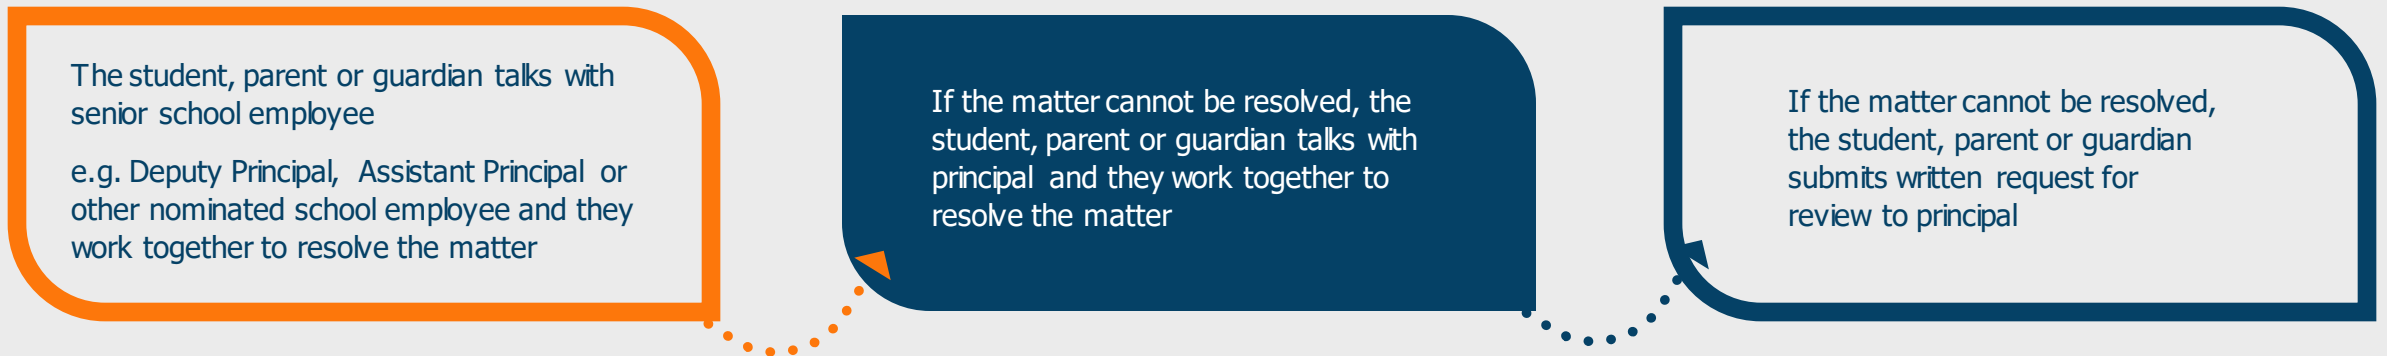 The student, parent or guardian talks with
senior school employee
e.g. Deputy Principal, Assistant Principal or
other nominated school employee and they
work together to resolve the matter
If the matter cannot be resolved, the
student, parent or guardian talks with
principal and they work together to
resolve the matter
If the matter cannot be resolved,
the student, parent or guardian
submits written request for
review to principal